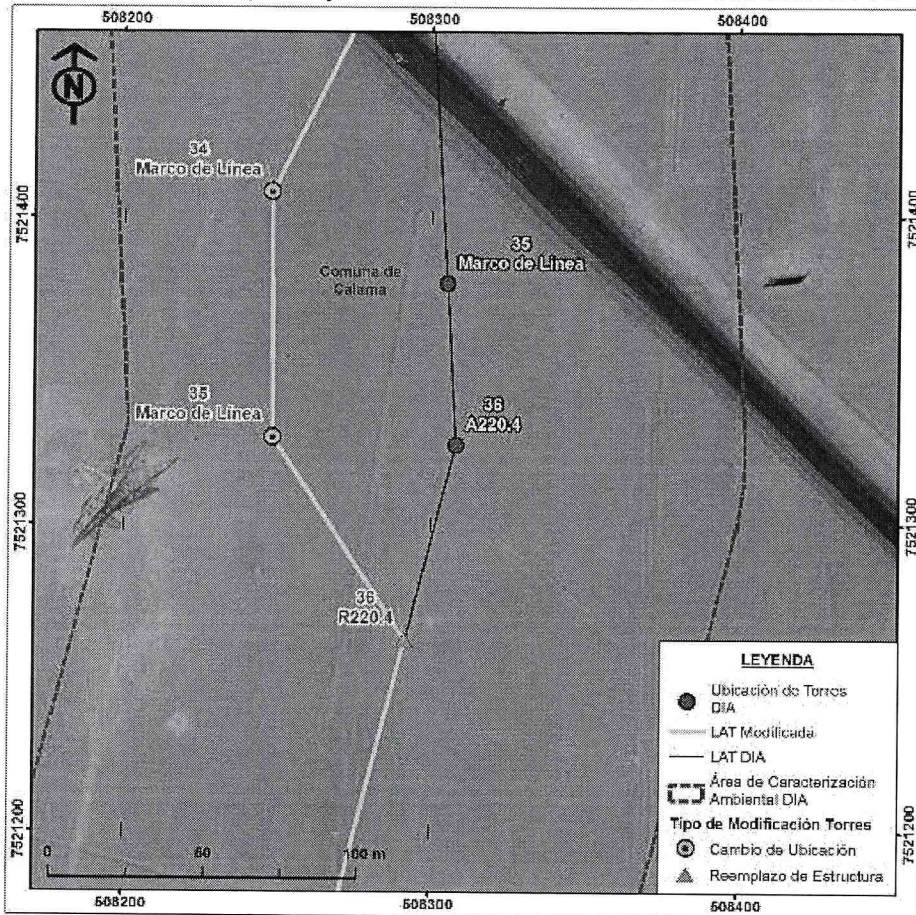 508200
508300
508400
N
34
Marco de Línea
7521400
7521400
35
Marco de Línea
Comuna de
Calama
36
A220.4
35
Marco de Línea
7521300
7521300
36
R220.4
LEYENDA
Ubicación de Torres
DIA
LAT Modificada
LAT DIA
Área de Caracterización
Ambiental DIA
Tipo de Modificación Torres
Cambio de Ubicación
Reemplazo de Estructura
7521200
7521200
0
50
100 m
508200
508300
508400